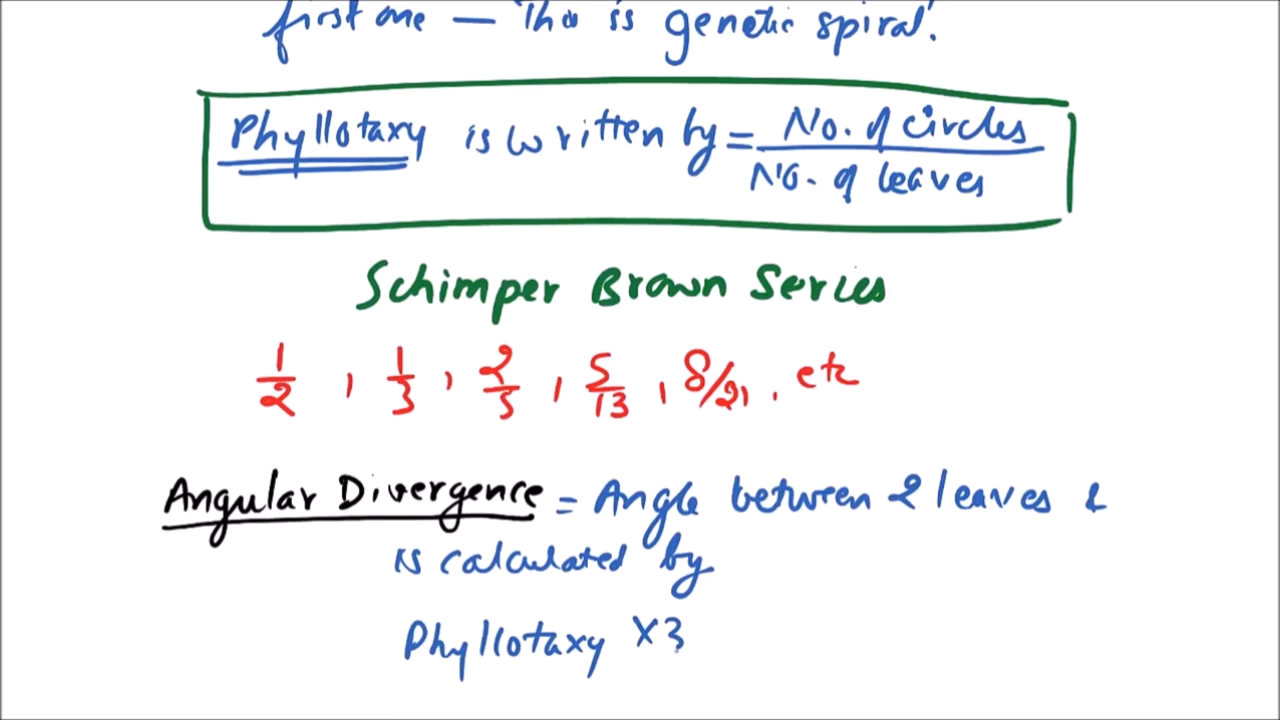 first one — This is genetic spiral.
Phyllotaxy is written by = No. of circles / No. of leaves
Schimper Brown Series
1/2, 1/3, 2/5, 5/13, 8/21, etc
Angular Divergence = Angle between 2 leaves &
is calculated by
Phyllotaxy X3